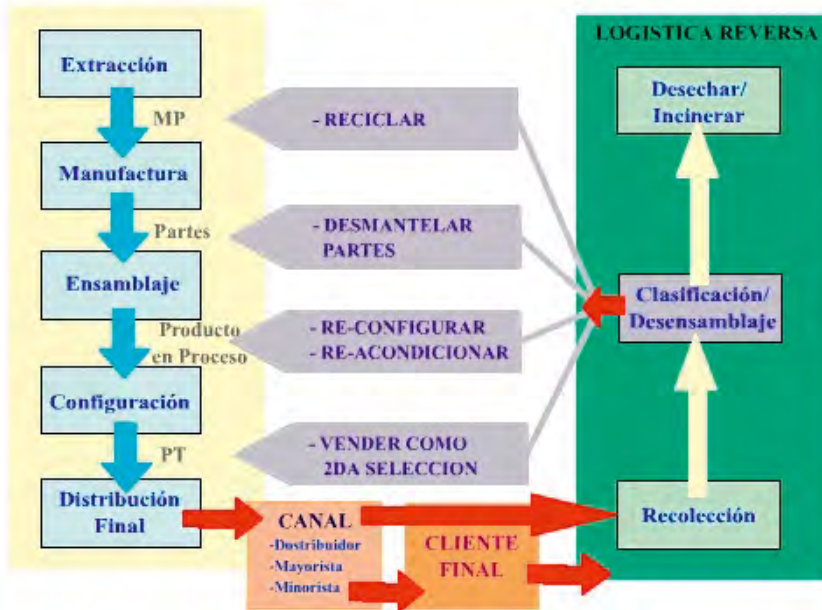 Extracción
MP
Manufactura
Partes
Ensamblaje
Producto
en Proceso
Configuración
PT
Distribución
Final
- RECICLAR
- DESMANTELAR
PARTES
- RE-CONFIGURAR
- RE-ACONDICIONAR
- VENDER COMO
2DA SELECCION
CANAL
-Dostribuidor
-Mayorista
-Minorista
CLIENTE
FINAL
LOGISTICA REVERSA
Desechar/
Incinerar
Clasificación/
Desensamblaje
Recolección